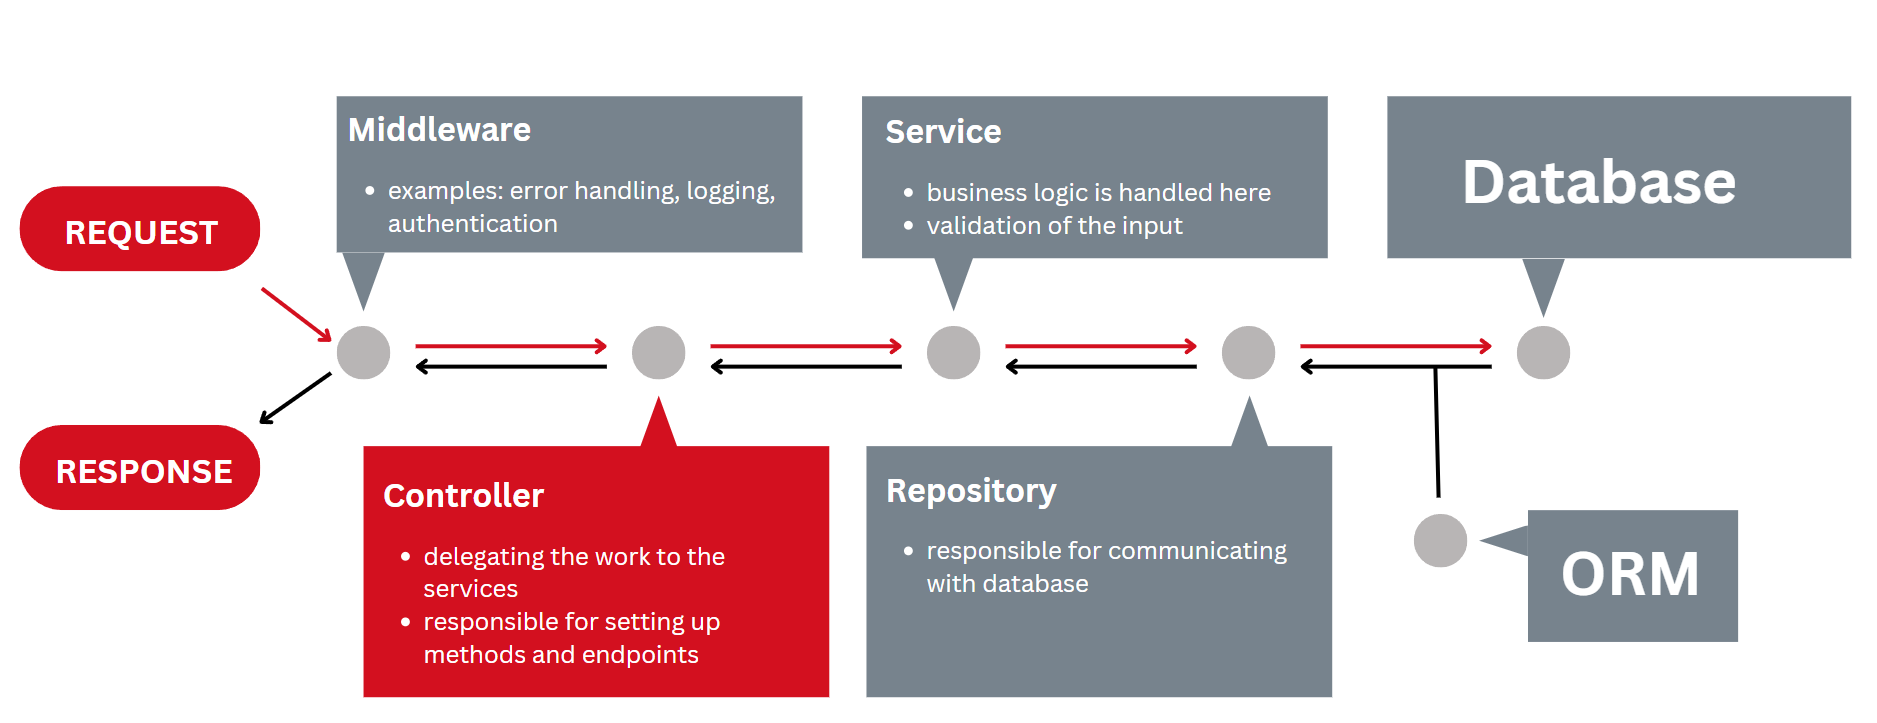 REQUEST
RESPONSE
Middleware
• examples: error handling, logging,
authentication
Service
• business logic is handled here
• validation of the input
Database
Controller
• delegating the work to the
services
• responsible for setting up
methods and endpoints
Repository
• responsible for communicating
with database
ORM